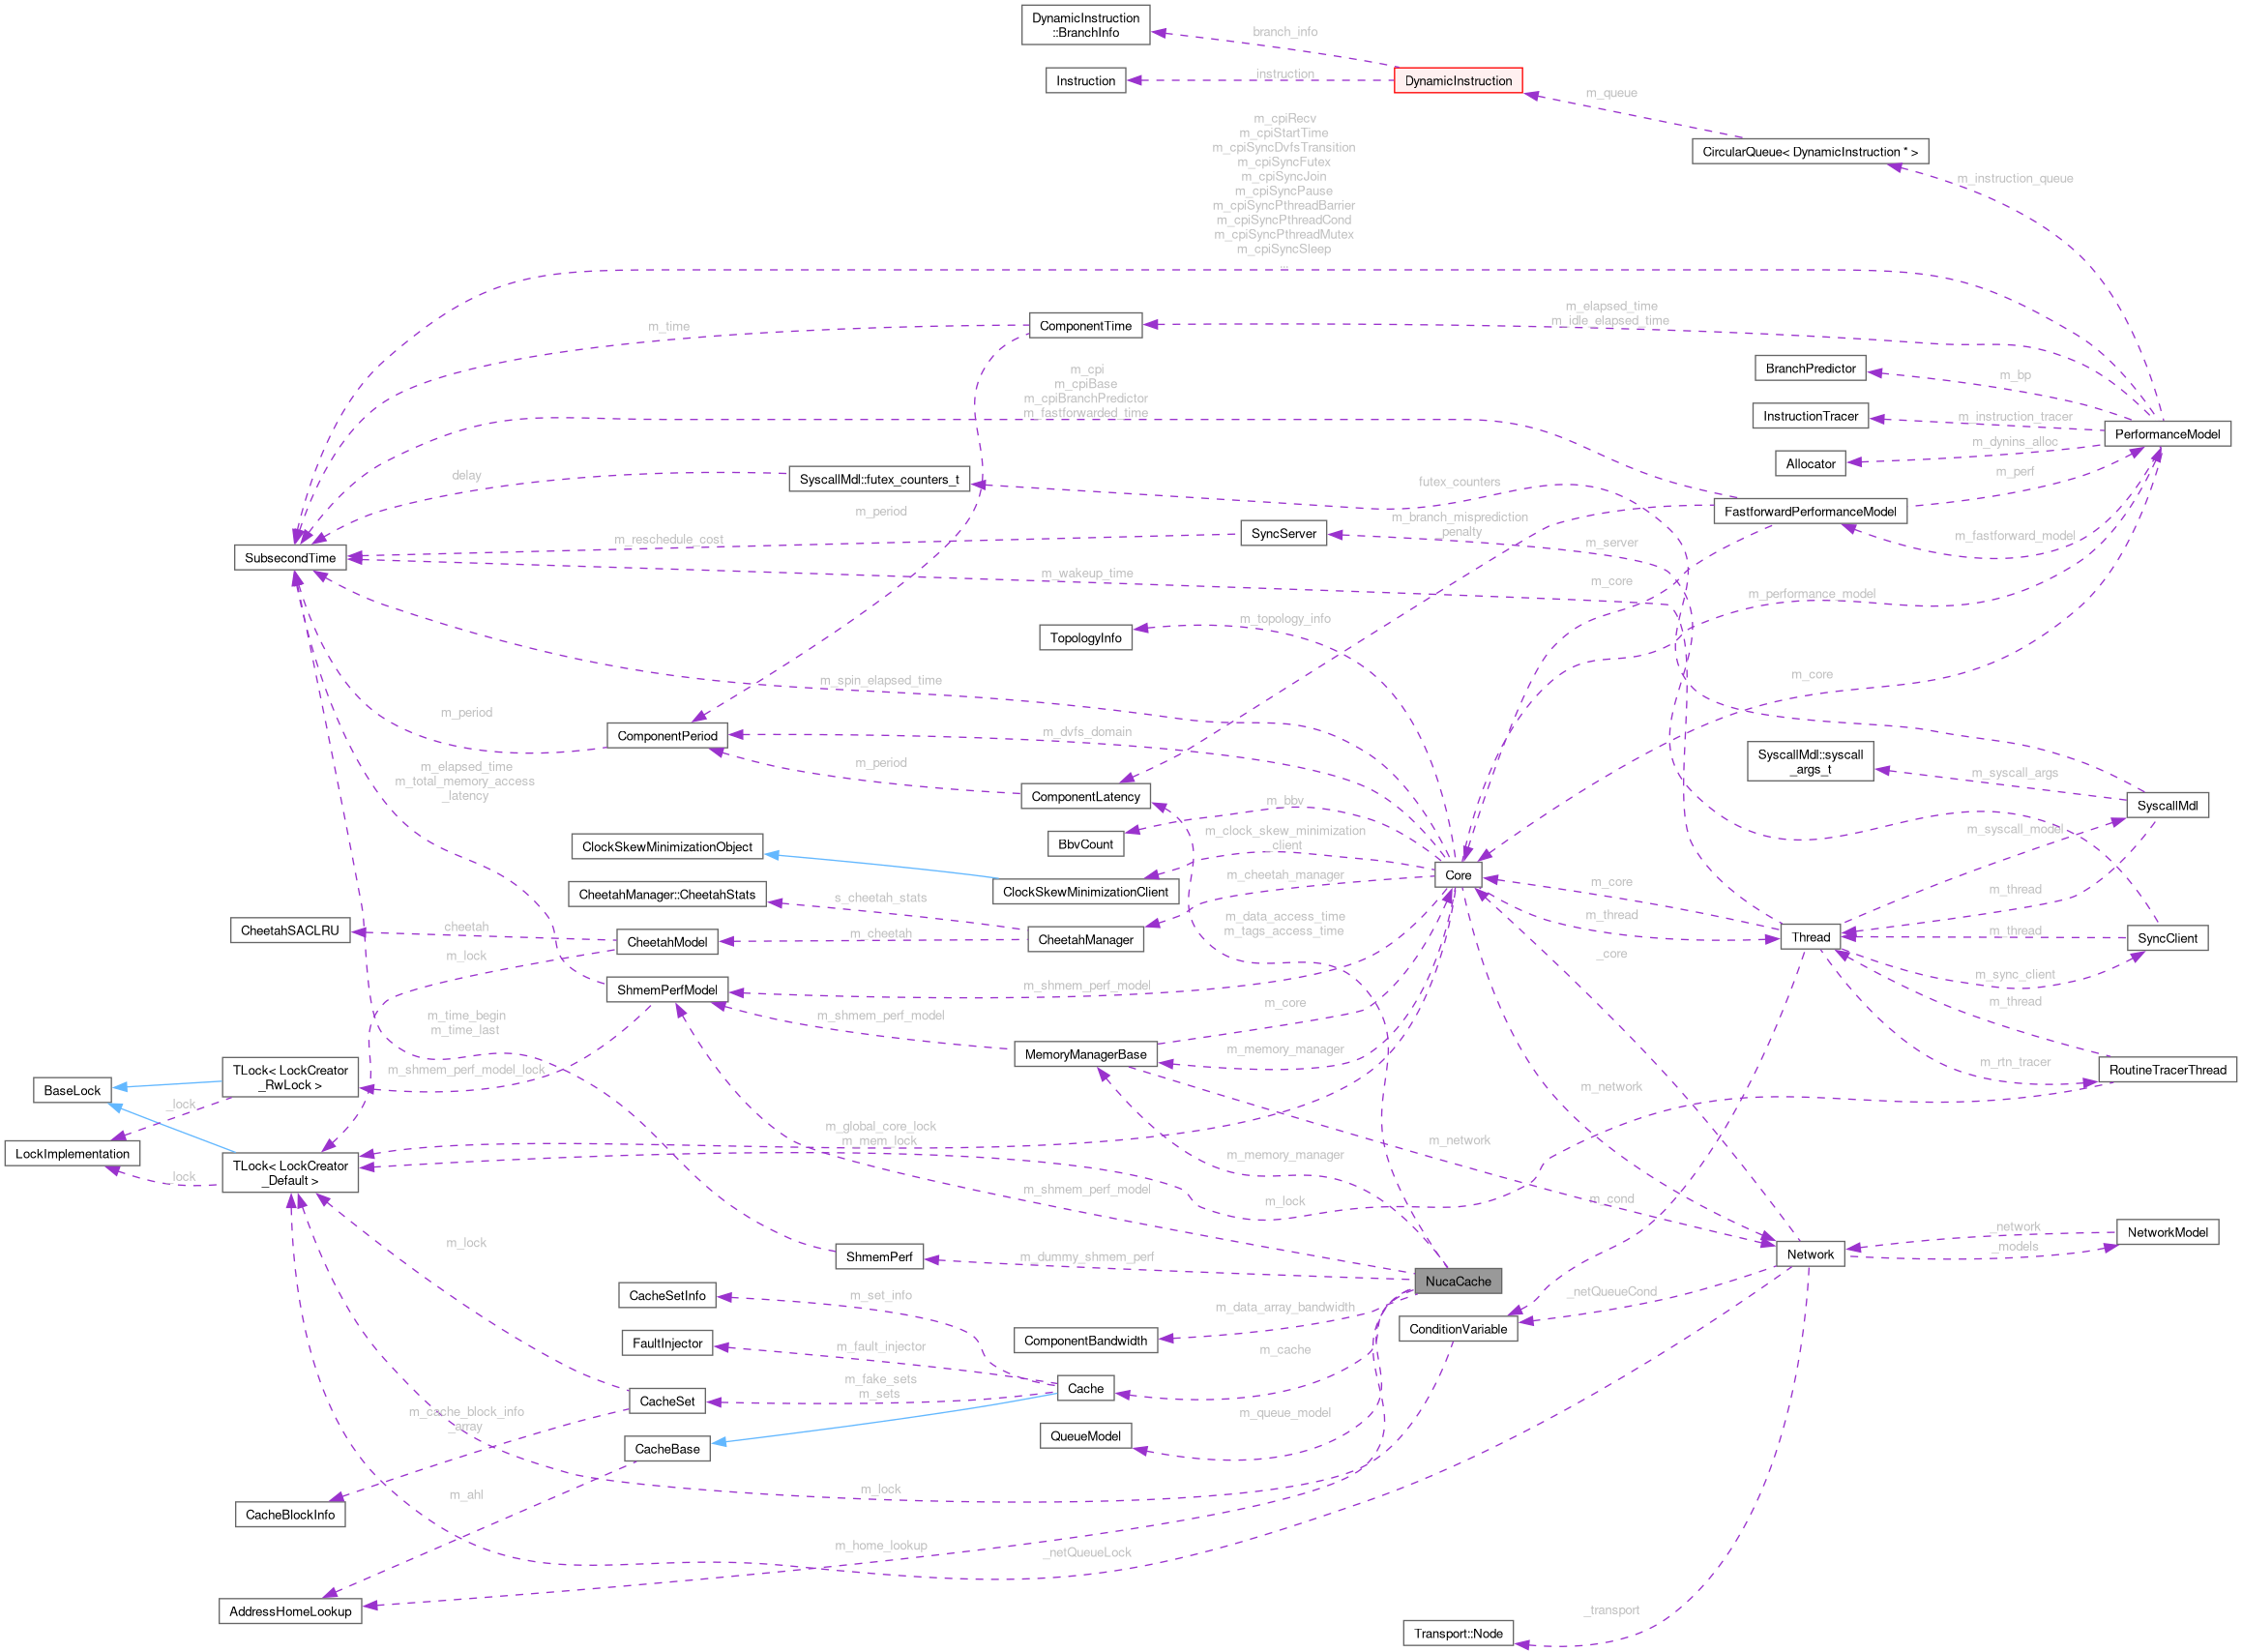 DynamicInstruction
::BranchInfo
branch_info
Instruction
instruction
DynamicInstruction
m_queue
m_cpiRecv
m_cpiStartTime
m_cpiSyncDvfsTransition
m_cpiSyncFutex
m_cpiSyncJoin
m_cpiSyncPause
m_cpiSyncPthreadBarrier
m_cpiSyncPthreadCond
m_cpiSyncPthreadMutex
m_cpiSyncSleep
...
CircularQueue< DynamicInstruction * >
m_instruction_queue
m_time
ComponentTime
m_elapsed_time
m_idle_elapsed_time
m_cpi
m_cpiBase
m_cpiBranchPredictor
m_fastforwarded_time
BranchPredictor
m_bp
InstructionTracer
m_instruction_tracer
PerformanceModel
m_dynins_alloc
Allocator
m_perf
delay
SyscallMdl::futex_counters_t
futex_counters
m_period
m_branch_misprediction
_penalty
FastforwardPerformanceModel
m_fastforward_model
SubsecondTime
m_reschedule_cost
SyncServer
m_server
m_wakeup_time
m_core
m_performance_model
TopologyInfo
m_topology_info
m_spin_elapsed_time
m_core
m_period
ComponentPeriod
m_dvfs_domain
m_elapsed_time
m_total_memory_access
_latency
m_period
ComponentLatency
SyscallMdl::syscall
_args_t
m_syscall_args
SyscallMdl
m_bbv
BbvCount
m_clock_skew_minimization
_client
m_syscall_model
ClockSkewMinimizationObject
ClockSkewMinimizationClient
Core
m_cheetah_manager
m_core
m_thread
CheetahManager::CheetahStats
s_cheetah_stats
m_data_access_time
m_tags_access_time
m_thread
CheetahSACLRU
cheetah
CheetahModel
m_cheetah
CheetahManager
Thread
m_thread
SyncClient
m_lock
_core
m_sync_client
ShmemPerfModel
m_shmem_perf_model
m_thread
m_time_begin
m_time_last
m_shmem_perf_model
m_core
MemoryManagerBase
m_memory_manager
m_rtn_tracer
RoutineTracerThread
TLock< LockCreator
_RwLock >
m_shmem_perf_model_lock
BaseLock
_lock
m_network
LockImplementation
m_global_core_lock
m_mem_lock
m_network
m_memory_manager
TLock< LockCreator
_Default >
_lock
m_shmem_perf_model
m_lock
m_cond
m_lock
ShmemPerf
m_dummy_shmem_perf
Network
_network
_models
NetworkModel
NucaCache
CacheSetInfo
m_set_info
m_data_array_bandwidth
_netQueueCond
FaultInjector
m_fault_injector
ComponentBandwidth
m_cache
ConditionVariable
m_fake_sets
m_sets
CacheSet
Cache
m_cache_block_info
_array
CacheBase
QueueModel
m_queue_model
m_ahl
m_lock
CacheBlockInfo
m_home_lookup
_netQueueLock
AddressHomeLookup
_transport
Transport::Node